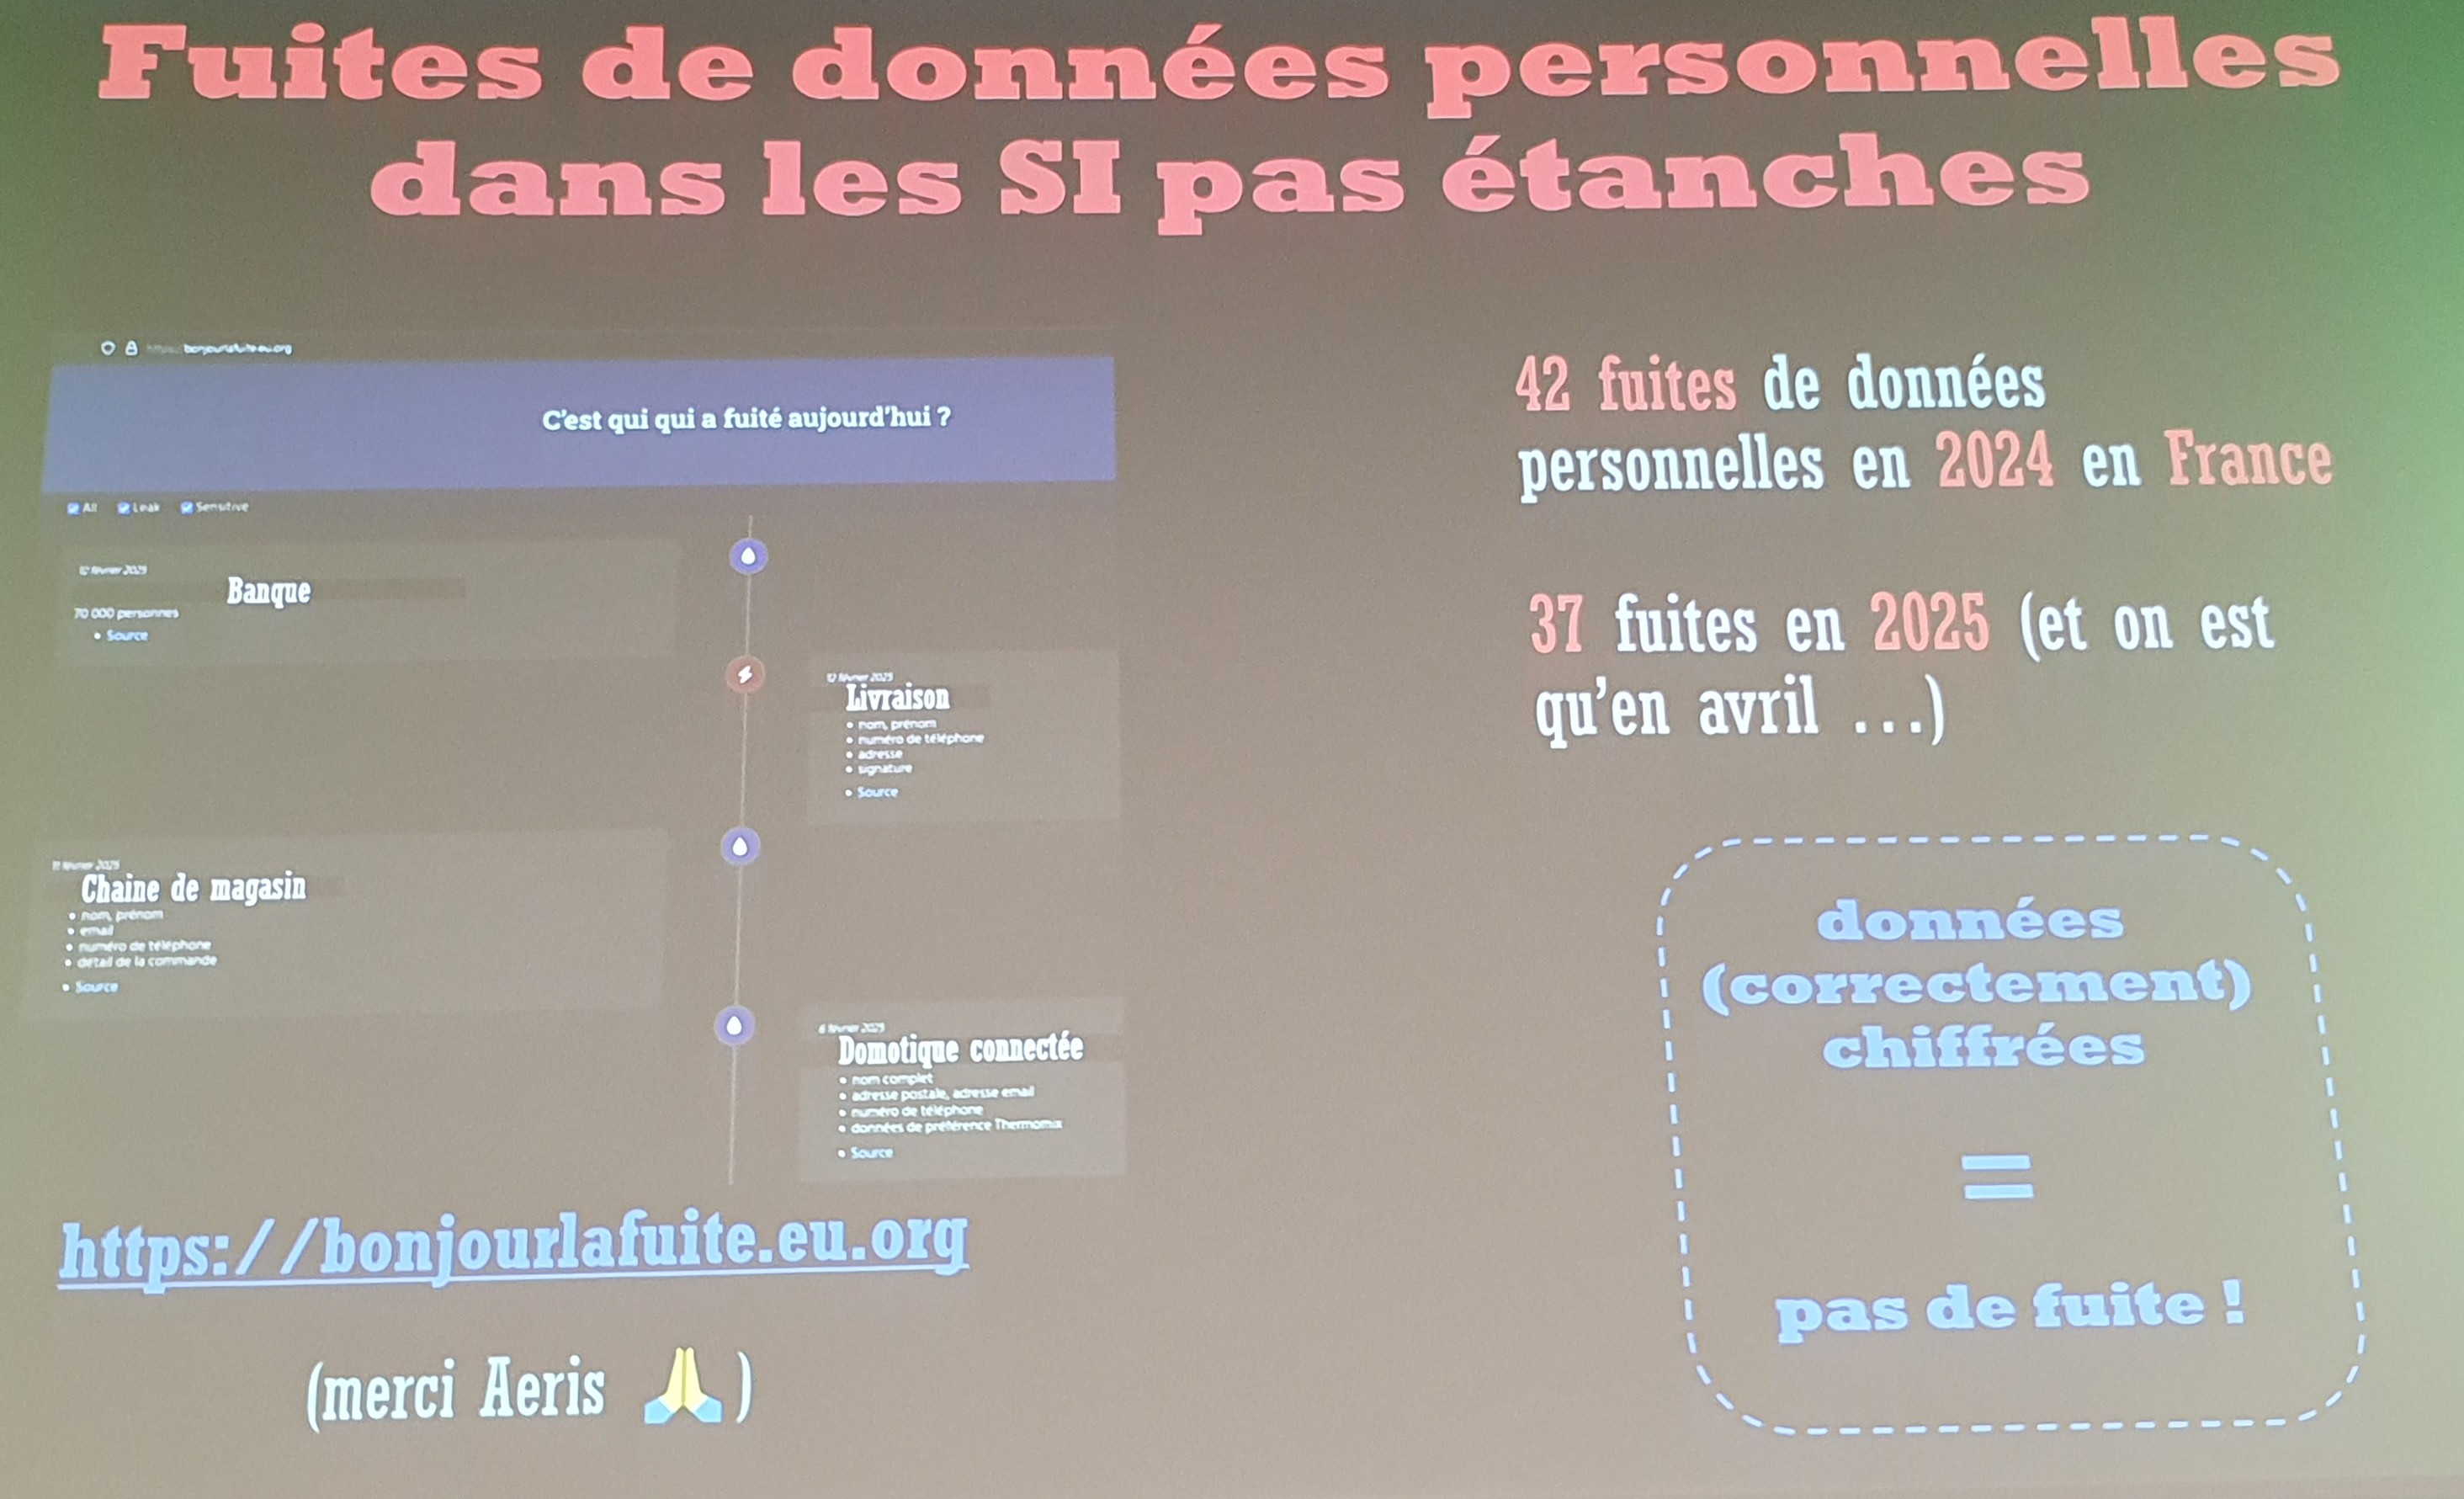 Fuites de données personnelles
dans les SI pas étanches
https://bonjourlafuite.eu.org
C'est qui qui a fuité aujourd'hui ?
All Leak Sensitive
12 février 2025
Banque
70 000 personnes
Source
12 février 2025
Livraison
nom, prénom
numéro de téléphone
adresse
signature
Source
11 février 2025
Chaine de magasin
nom, prénom
email
numéro de téléphone
détail de la commande
Source
6 février 2025
Domotique connectée
nom complet
adresse postale, adresse email
numéro de téléphone
données de préférence Thermomix
Source
https://bonjourlafuite.eu.org
(merci Aeris 🙏)
42 fuites de données
personnelles en 2024 en France
37 fuites en 2025 (et on est
qu'en avril ...)
données
(correctement)
chiffrées
=
pas de fuite !